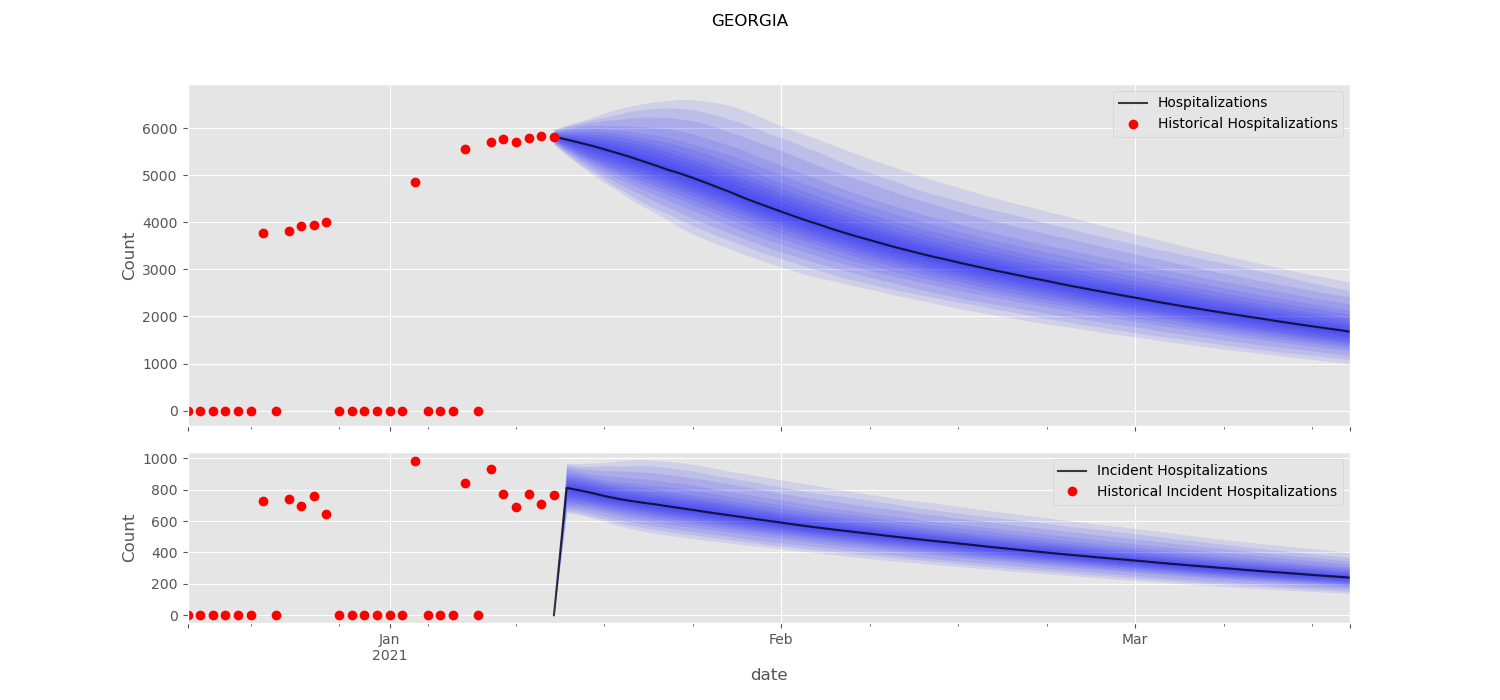 GEORGIA
Hospitalizations
Historical Hospitalizations
6000
5000
4000
3000
2000
1000
0
Count
Incident Hospitalizations
Historical Incident Hospitalizations
1000
800
600
400
200
0
Count
Jan
2021
Feb
Mar
date